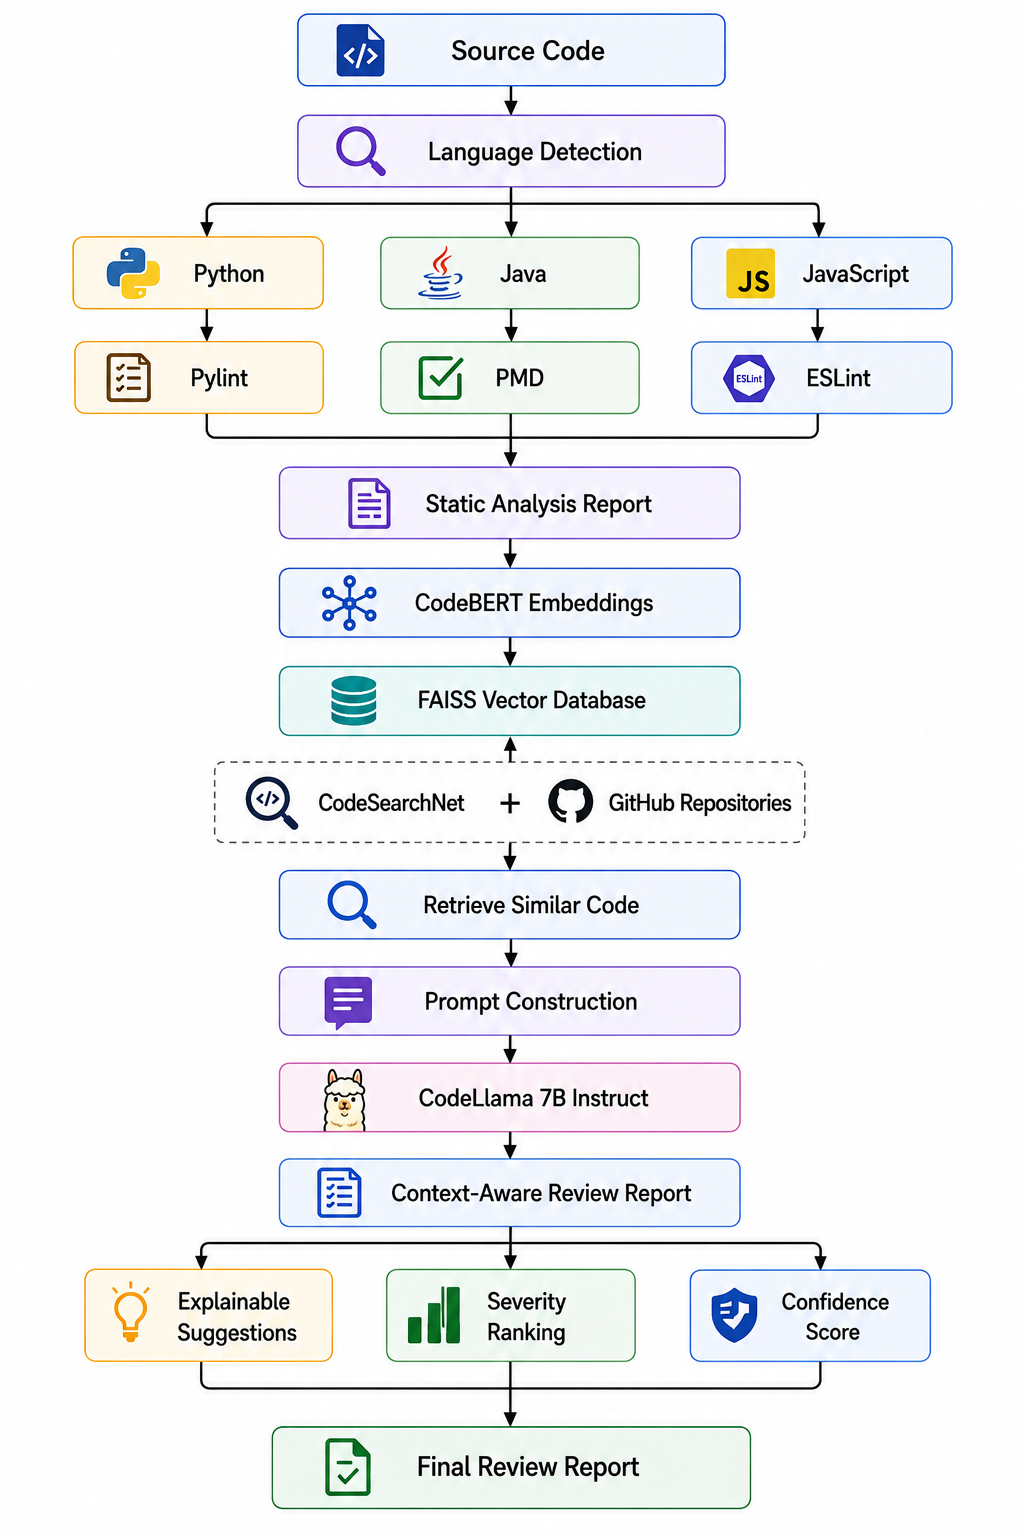 Source Code
Language Detection
Python
Java
JS
JavaScript
Pylint
PMD
ESLint
ESLint
Static Analysis Report
CodeBERT Embeddings
FAISS Vector Database
CodeSearchNet + GitHub Repositories
Retrieve Similar Code
Prompt Construction
CodeLlama 7B Instruct
Context-Aware Review Report
Explainable
Suggestions
Severity
Ranking
Confidence
Score
Final Review Report